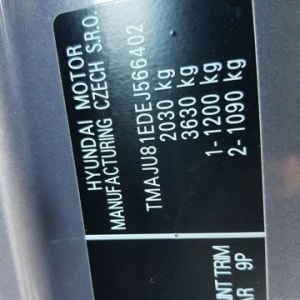 HYUNDAI MOTOR
MANUFACTURING CZECH S.R.O.
TMAJU81EDEJ566402
2030 kg
3630 kg
1- 1200 kg
2- 1090 kg
TRIM
9P